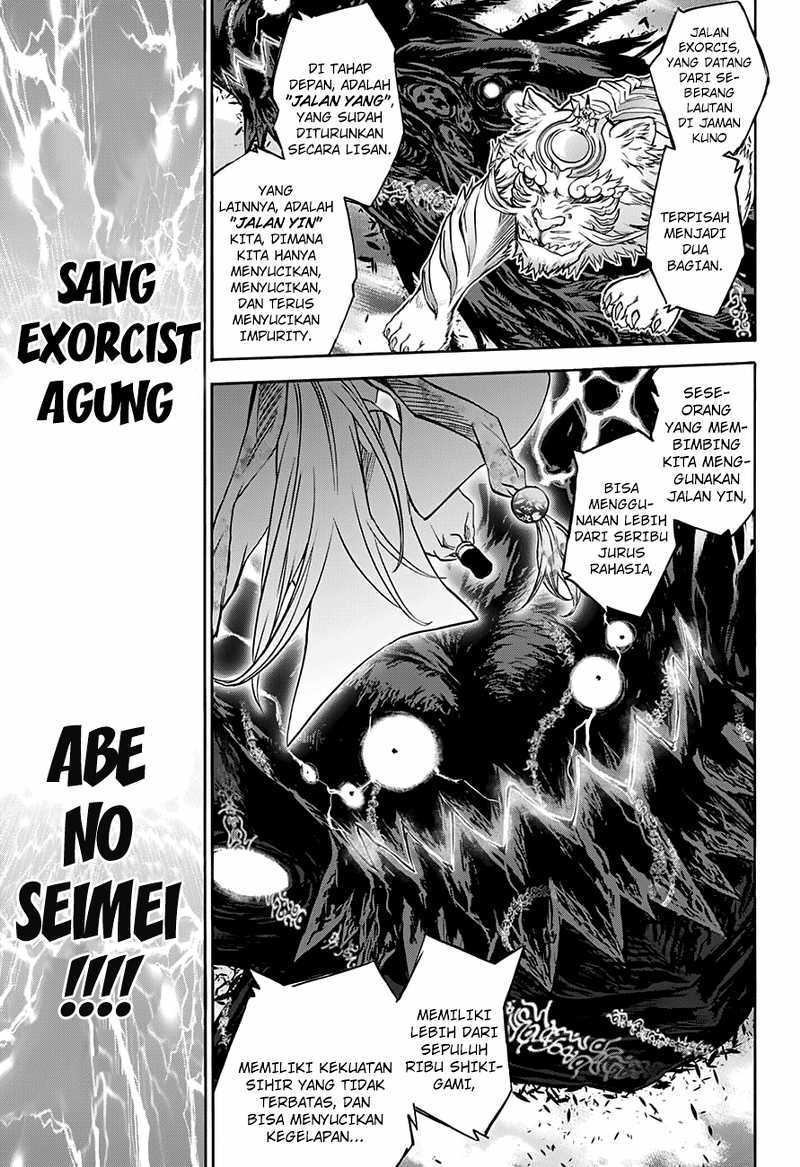 JALAN
EXORCIS,
YANG DATANG
DARI SE-
BERANG
LAUTAN
DI JAMAN
KUNO
TERPISAH
MENJADI
DUA
BAGIAN.
DI TAHAP
DEPAN, ADALAH
"JALAN YANG",
YANG SUDAH
DITURUNKAN
SECARA LISAN.
YANG
LAINNYA, ADALAH
"JALAN YIN"
KITA, DIMANA
KITA HANYA
MENYUCIKAN,
MENYUCIKAN,
DAN TERUS
MENYUCIKAN
IMPURITY.
SESE-
ORANG
YANG MEM-
BIMBING
KITA MENG-
GUNAKAN
JALAN YIN,
BISA
MENGGU-
NAKAN LEBIH
DARI SERIBU
JURUS
RAHASIA,
MEMILIKI
LEBIH DARI
SEPULUH
RIBU SHIKI-
GAMI,
MEMILIKI KEKUATAN
SIHIR YANG TIDAK
TERBATAS, DAN
BISA MENYUCIKAN
KEGELAPAN...
SANG
EXORCIST
AGUNG
ABE
NO
SEIMEI
!!!!